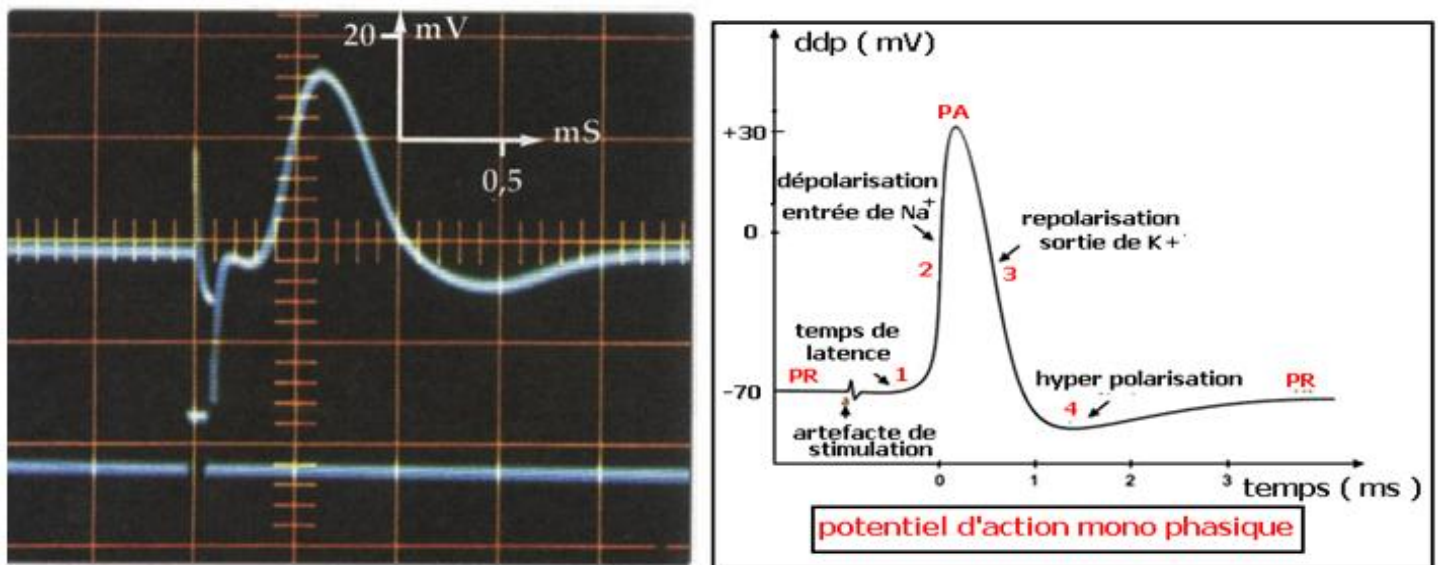 20
mV
mS
0,5
ddp ( mV)
PA
+30
dépolarisation
entrée de Na+
repolarisation
sortie de K +
0
2
3
temps de
latence
PR
1
hyper polarisation
PR
-70
4
artefacte de
stimulation
0
1
2
3
temps ( ms )
potentiel d'action mono phasique